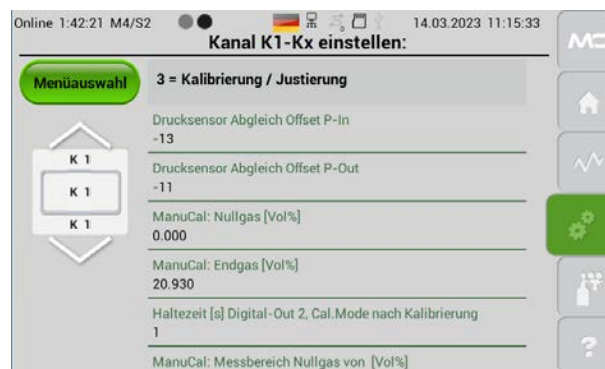 Online 1:42:21 M4/S2
14.03.2023 11:15:33
Kanal K1-Kx einstellen:
Menüauswahl
3 = Kalibrierung / Justierung
Drucksensor Abgleich Offset P-In
-13
Drucksensor Abgleich Offset P-Out
-11
K 1
K 1
K 1
ManuCal: Nullgas [Vol%]
0.000
ManuCal: Endgas [Vol%]
20.930
Haltezeit [s] Digital-Out 2, Cal.Mode nach Kalibrierung
1
ManuCal: Messbereich Nullgas von [Vol%]
?